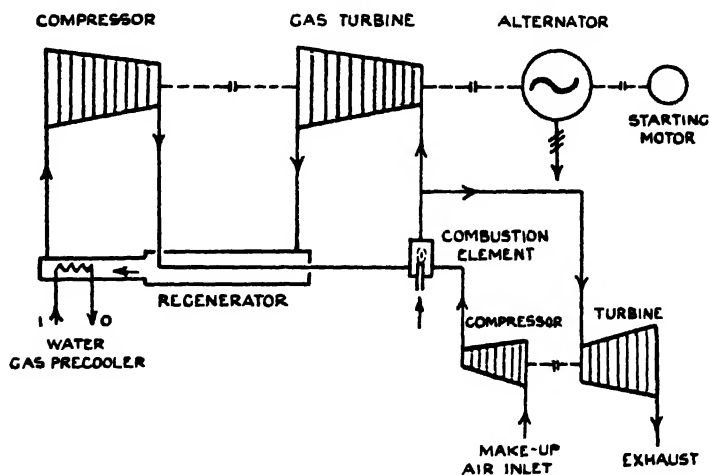 COMPRESSOR
GAS TURBINE
ALTERNATOR
STARTING
MOTOR
COMBUSTION
ELEMENT
REGENERATOR
I
O
WATER
GAS PRECOOLER
COMPRESSOR
TURBINE
MAKE-UP
AIR INLET
EXHAUST